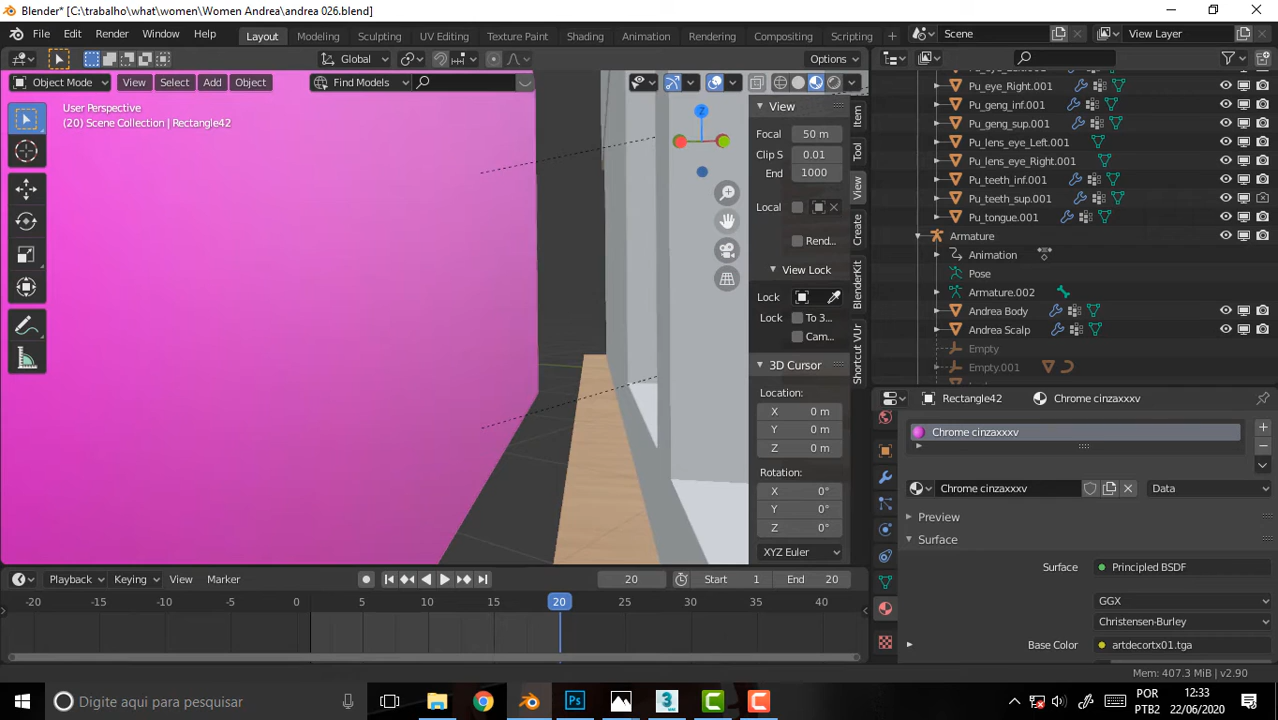 Blender* [C:\trabalho\what\women\Women Andrea\andrea 026.blend]
File Edit Render Window Help Layout Modeling Sculpting UV Editing Texture Paint Shading Animation Rendering Compositing Scripting Scene View Layer
Global Options
Object Mode View Select Add Object Find Models
User Perspective
(20) Scene Collection | Rectangle42
Z
View
Focal 50 m
Clip S 0.01
End 1000
Local
Rend...
View Lock
Lock
Lock To 3...
Cam...
3D Cursor
Location:
X 0 m
Y 0 m
Z 0 m
Rotation:
X 0°
Y 0°
Z 0°
XYZ Euler
Item
Tool
View
Create
BlenderKit
Shortcut VUr
Pu_eye_Right.001
Pu_geng_inf.001
Pu_geng_sup.001
Pu_lens_eye_Left.001
Pu_lens_eye_Right.001
Pu_teeth_inf.001
Pu_teeth_sup.001
Pu_tongue.001
Armature
Animation
Pose
Armature.002
Andrea Body
Andrea Scalp
Empty
Empty.001
Rectangle42 Chrome cinzaxxxv
Chrome cinzaxxxv
Chrome cinzaxxxv Data
Preview
Surface
Surface Principled BSDF
GGX
Christensen-Burley
Base Color artdecortx01.tga
Playback Keying View Marker 20 Start 1 End 20
-20 -15 -10 -5 0 5 10 15 20 25 30 35 40
Mem: 407.3 MiB | v2.90
Digite aqui para pesquisar
POR
PTB2
12:33
22/06/2020